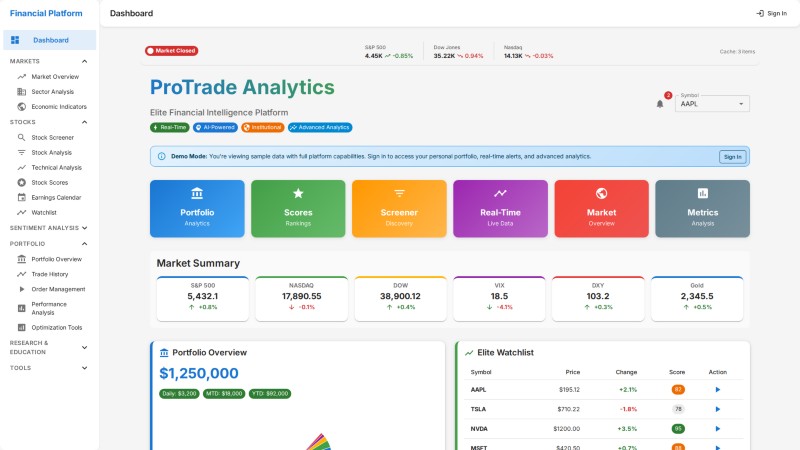 Financial Platform
Dashboard
Sign In
Dashboard
MARKETS
Market Overview
Sector Analysis
Economic Indicators
STOCKS
Stock Screener
Stock Analysis
Technical Analysis
Stock Scores
Earnings Calendar
Watchlist
SENTIMENT ANALYSIS
PORTFOLIO
Portfolio Overview
Trade History
Order Management
Performance
Analysis
Optimization Tools
RESEARCH &
EDUCATION
TOOLS
Market Closed
S&P 500
4.45K -0.85%
Dow Jones
35.22K 0.94%
Nasdaq
14.13K -0.03%
Cache: 3 items
ProTrade Analytics
Elite Financial Intelligence Platform
Real-Time AI-Powered Institutional Advanced Analytics
Symbol
AAPL
Demo Mode: You're viewing sample data with full platform capabilities. Sign in to access your personal portfolio, real-time alerts, and advanced analytics.
Sign In
Portfolio
Analytics
Scores
Rankings
Screener
Discovery
Real-Time
Live Data
Market
Overview
Metrics
Analysis
Market Summary
S&P 500
5,432.1
+0.8%
NASDAQ
17,890.55
-0.1%
DOW
38,900.12
+0.4%
VIX
18.5
-4.1%
DXY
103.2
+0.3%
Gold
2,345.5
+0.5%
Portfolio Overview
$1,250,000
Daily: $3,200 MTD: $18,000 YTD: $92,000
Elite Watchlist
Symbol Price Change Score Action
AAPL $195.12 +2.1% 87
TSLA $710.22 -1.8% 78
NVDA $1200.00 +3.5% 95
MSFT $420.50 +0.7%